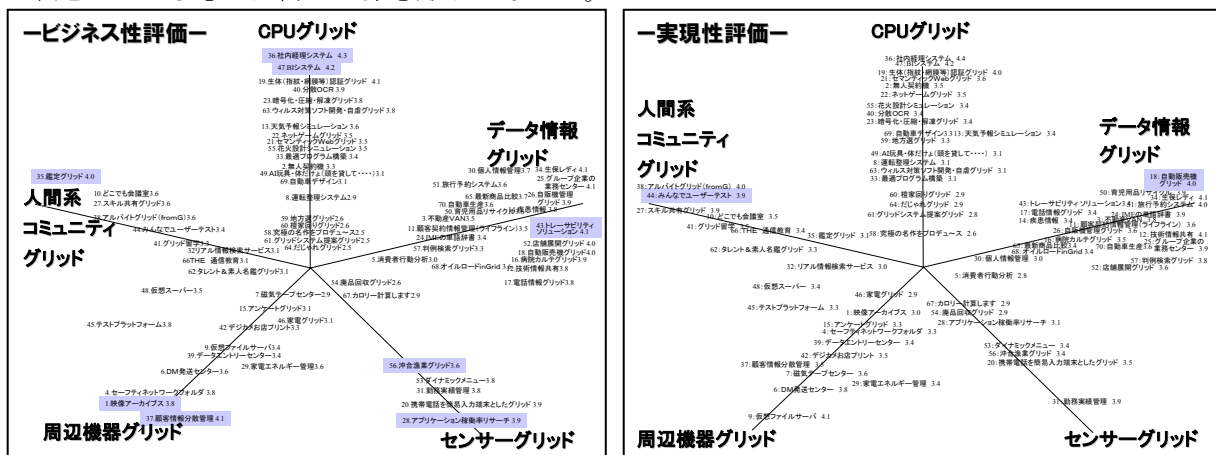 ービジネス性評価ー
CPUグリッド
36.社内経理システム 4.3
47.BIシステム 4.2
19.生体(指紋・網膜等)認証グリッド 4.1
40.分散OCR 3.9
23.暗号化・圧縮・解凍グリッド3.8
63.ウィルス対策ソフト開発・自虐グリッド 3.8
13.天気予報シミュレーション 3.6
22.ネットゲームグリッド 3.5
21.セマンティックWebグリッド 3.5
55.花火設計シミュレーション 3.5
33.最適プログラム構築 3.4
2.無人契約機 3.3
49.AI玩具・体だけょ(頭を貸して・・・・) 3.1
69.自動車デザイン3.1
8.運転整理システム2.9
59.地方選グリッド2.6
60.檀家回りグリッド2.6
58.究極の名作をプロデュース2.5
61.グリッドシステム提案グリッド2.5
64.だじゃれグリッド2.5
データ情報
グリッド
30.個人情報管理3.7
34.生保レディ4.1
25.グループ企業の
業務センター 4.1
51.旅行予約システム3.6
65.最新商品比較3.7
26.自販機管理
グリッド 3.9
70.自動車生産3.6
50.育児用品リサイクル
3.不動産VAN3.5
43.トレーサビリティ
ソリューション4.1
11.顧客契約情報管理(ライフライン)3.5
24.IMEの単語辞書3.4
57.判例検索グリッド3.3
52.店舗展開グリッド4.0
18.自動販売機グリッド4.0
5.消費者行動分析3.0
16.病院カルテグリッド3.9
68.オイルロードinGrid 3.6
12.技術情報共有3.8
17.電話情報グリッド3.8
35.鑑定グリッド 4.0
人間系
コミュニティ
グリッド
10.どこでも会議室3.6
27.スキル共有グリッド3.6
38.アルバイトグリッド(fromG) 3.6
44.みんなでユーザーテスト3.4
41.グリッド留学3.3
32.リアル情報検索サービス3.1
66THE 通信教育3.1
62.タレント&素人名鑑グリッド3.1
48.仮想スーパー3.5
7.磁気テープセンター2.9
15.アンケートグリッド3.1
46.家電グリッド3.1
42.デジカメお店プリント3.3
45.テストプラットフォーム3.8
9.仮想ファイルサーバ3.4
39.データエントリーセンター3.4
29.家電エネルギー管理3.6
6.DM発送センター3.6
4.セーフティネットワークフォルダ 3.8
1.映像アーカイブス 3.8
37.顧客情報分散管理 4.1
周辺機器グリッド
54.廃品回収グリッド2.6
67.カロリー計算します2.9
56.沖合漁業グリッド3.6
53.ダイナミックメニュー3.8
31.勤務実績管理 3.8
20.携帯電話を簡易入力端末としたグリッド 3.9
28.アプリケーション稼働率リサーチ 3.9
センサーグリッド
ー実現性評価ー
CPUグリッド
36:社内経理システム 4.4
47:BIシステム 4.2
19:生体(指紋・網膜等)認証グリッド 4.0
21:セマンティックWebグリッド 3.6
2:無人契約機 3.5
22:ネットゲームグリッド 3.5
55:花火設計シミュレーション 3.4
40:分散OCR 3.4
23:暗号化・圧縮・解凍グリッド 3.4
69:自動車デザイン3.3
13:天気予報シミュレーション 3.4
59:地方選グリッド 3.3
49:AI玩具・体だけょ(頭を貸して・・・・) 3.1
8:運転整理システム 3.1
63:ウィルス対策ソフト開発・自虐グリッド 3.1
33:最適プログラム構築 3.1
60:檀家回りグリッド 2.9
64:だじゃれグリッド 2.9
61:グリッドシステム提案グリッド 2.8
58:究極の名作をプロデュース 2.6
データ情報
グリッド
18:自動販売機
グリッド 4.0
50:育児用品リサイクル
34:生保レディ 4.1
43:トレーサビリティソリューション3.4
51:旅行予約システム 4.0
17:電話情報グリッド 3.4
14:疾患情報 3.4
24:IMEの単語辞書 3.9
11:顧客契約情報管理(ライフライン) 3.6
26:自販機管理グリッド 3.6
12:技術情報共有 4.1
16:病院カルテグリッド 3.5
25:グループ企業の
業務センター 3.9
65:最新商品比較3.4
70:自動車生産 3.6
68:オイルロードinGrid 3.4
30:個人情報管理 3.0
57:判例検索グリッド 3.8
52:店舗展開グリッド 3.6
5:消費者行動分析 2.8
人間系
コミュニティ
グリッド
38:アルバイトグリッド(fromG) 4.0
44:みんなでユーザーテスト 3.9
27:スキル共有グリッド 3.9
10:どこでも会議室 3.5
41:グリッド留学
66:THE 通信教育 3.4
35:鑑定グリッド 3.1
62:タレント&素人名鑑グリッド 3.3
32:リアル情報検索サービス 3.0
48:仮想スーパー 3.4
46:家電グリッド 2.9
45:テストプラットフォーム 3.3
1:映像アーカイブス 3.0
15:アンケートグリッド 3.3
4:セーフティネットワークフォルダ 3.3
39:データエントリーセンター 3.4
42:デジカメお店プリント 3.5
37:顧客情報分散管理 3.5
7:磁気テープセンター 3.6
29:家電エネルギー管理 3.4
6:DM発送センター 3.8
9:仮想ファイルサーバ 4.1
周辺機器グリッド
67:カロリー計算します 2.9
54:廃品回収グリッド 2.9
28:アプリケーション稼働率リサーチ 3.1
53:ダイナミックメニュー 3.4
56:沖合漁業グリッド 3.4
20:携帯電話を簡易入力端末としたグリッド 3.5
31:勤務実績管理 3.9
センサーグリッド